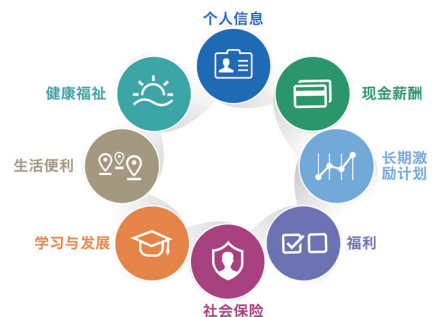 个人信息
现金薪酬
长期激
励计划
福利
社会保险
学习与发展
生活便利
健康福祉